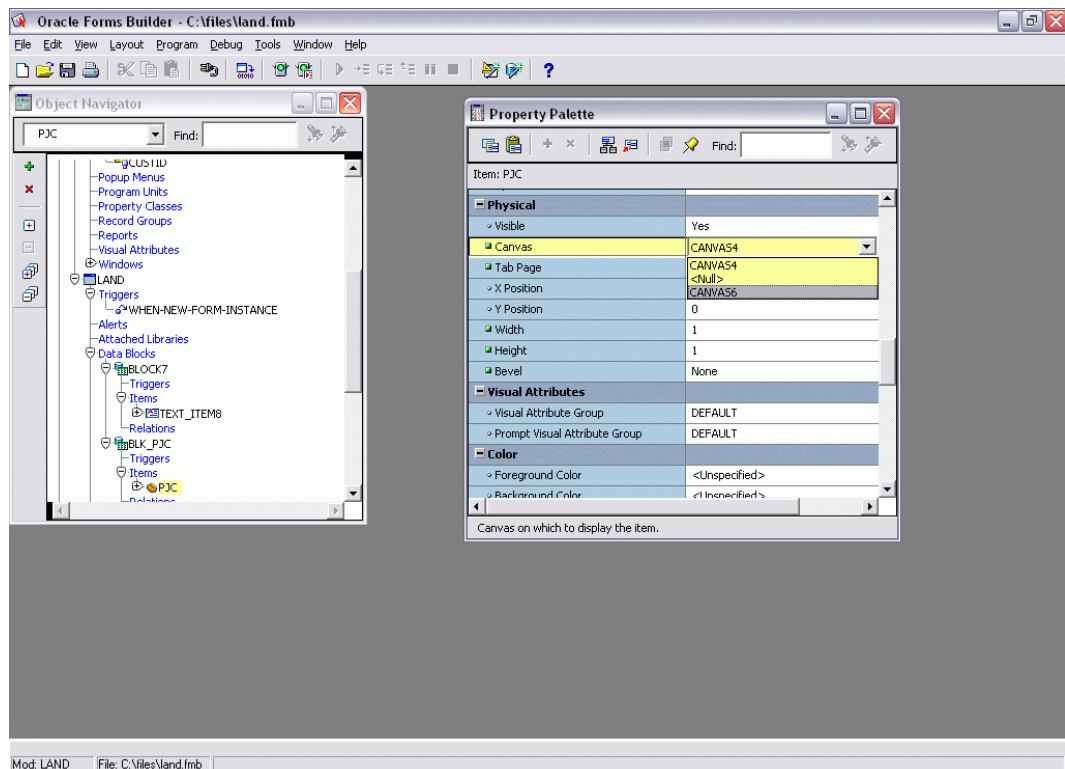 Oracle Forms Builder - C:\files\land.fmb
File Edit View Layout Program Debug Tools Window Help
Object Navigator
PJC Find:
CUSTID
Popup Menus
Program Units
Property Classes
Record Groups
Reports
Visual Attributes
Windows
LAND
Triggers
WHEN-NEW-FORM-INSTANCE
Alerts
Attached Libraries
Data Blocks
BLOCK7
Triggers
Items
TEXT_ITEM8
Relations
BLK_PJC
Triggers
Items
PJC
Relations
Property Palette
Find:
Item: PJC
Physical
Visible Yes
Canvas CANVAS4
Tab Page CANVAS4
<Null>
X Position CANVAS6
Y Position 0
Width 1
Height 1
Bevel None
Visual Attributes
Visual Attribute Group DEFAULT
Prompt Visual Attribute Group DEFAULT
Color
Foreground Color <Unspecified>
Background Color <Unspecified>
Canvas on which to display the item.
Mod: LAND File: C:\files\land.fmb